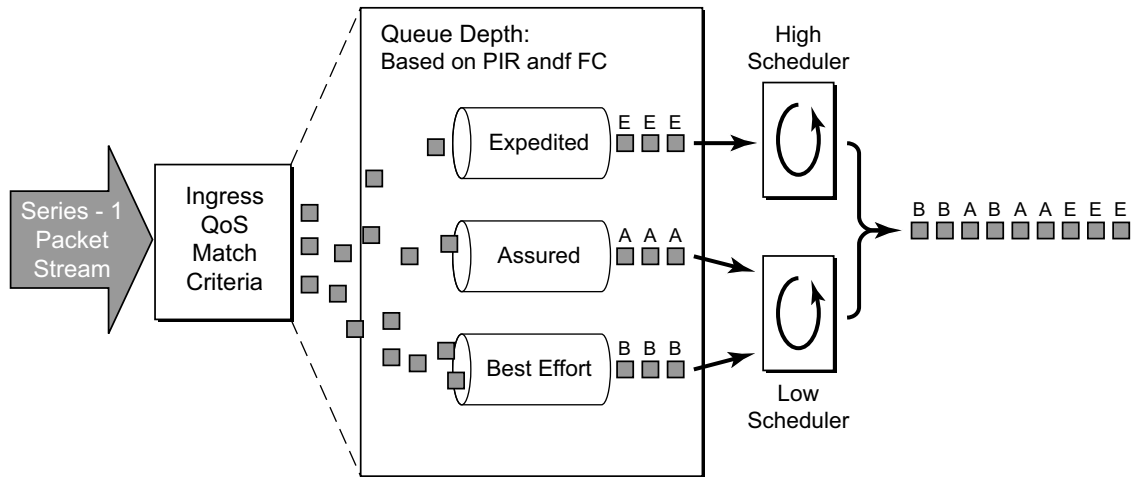 Series - 1
Packet
Stream
Ingress
QoS
Match
Criteria
Queue Depth:
Based on PIR andf FC
Expedited
E E E
Assured
A A A
Best Effort
B B B
High
Scheduler
Low
Scheduler
B B A B A A E E E